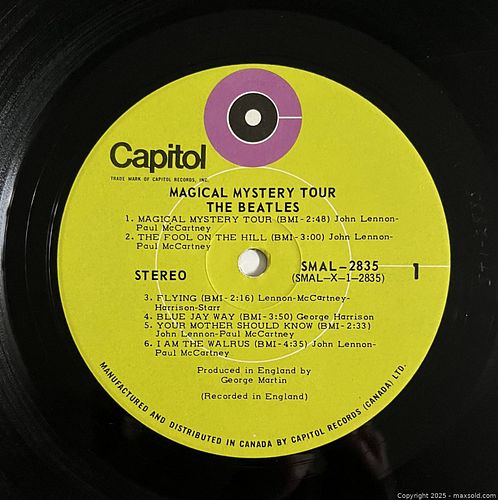 Capitol
TRADE MARK OF CAPITOL RECORDS, INC.
MAGICAL MYSTERY TOUR
THE BEATLES
1. MAGICAL MYSTERY TOUR (BMI-2:48) John Lennon-
Paul McCartney
2. THE FOOL ON THE HILL (BMI-3:00) John Lennon-
Paul McCartney
STEREO
SMAL-2835
(SMAL-X-1-2835)
1
3. FLYING (BMI-2:16) Lennon-McCartney-
Harrison-Starr
4. BLUE JAY WAY (BMI-3:50) George Harrison
5. YOUR MOTHER SHOULD KNOW (BMI-2:33)
John Lennon-Paul McCartney
6. I AM THE WALRUS (BMI-4:35) John Lennon-
Paul McCartney
Produced in England by
George Martin
(Recorded in England)
MANUFACTURED AND DISTRIBUTED IN CANADA BY CAPITOL RECORDS (CANADA) LTD.
Copyright 2025 - maxsold.com